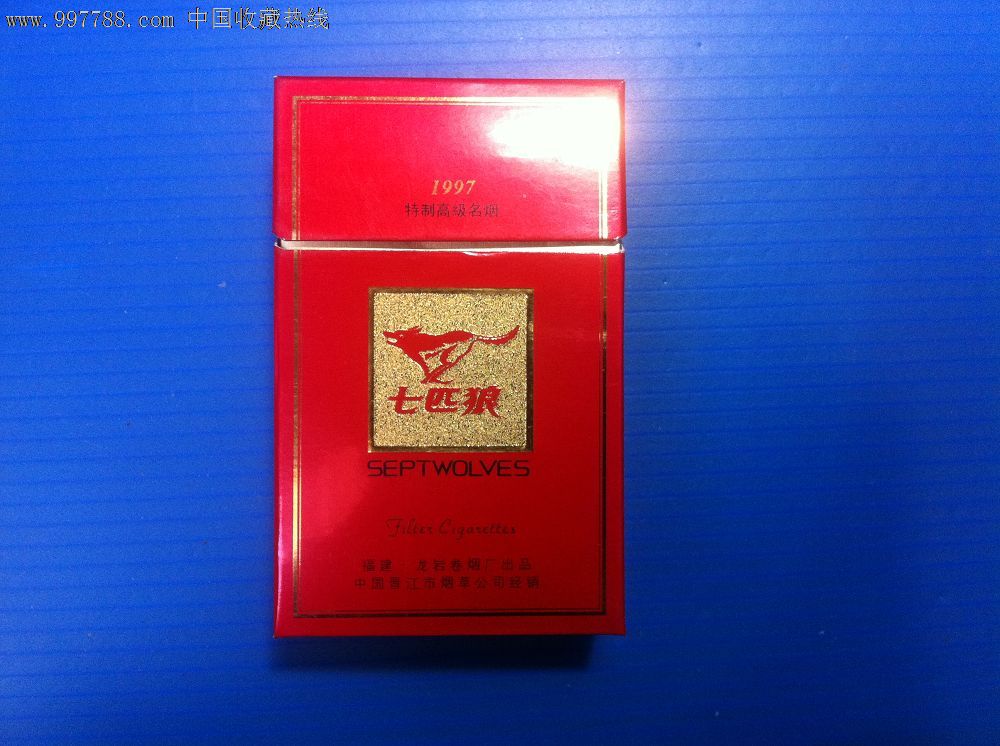 www.997788.com 中国收藏热线
1997
特制高级名烟
七匹狼
SEPTWOLVES
Filter Cigarettes
福建 龙岩卷烟厂出品
中国晋江市烟草公司经销